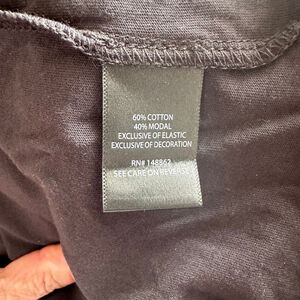 60% COTTON
40% MODAL
EXCLUSIVE OF ELASTIC
EXCLUSIVE OF DECORATION
RN# 148862
SEE CARE ON REVERSE